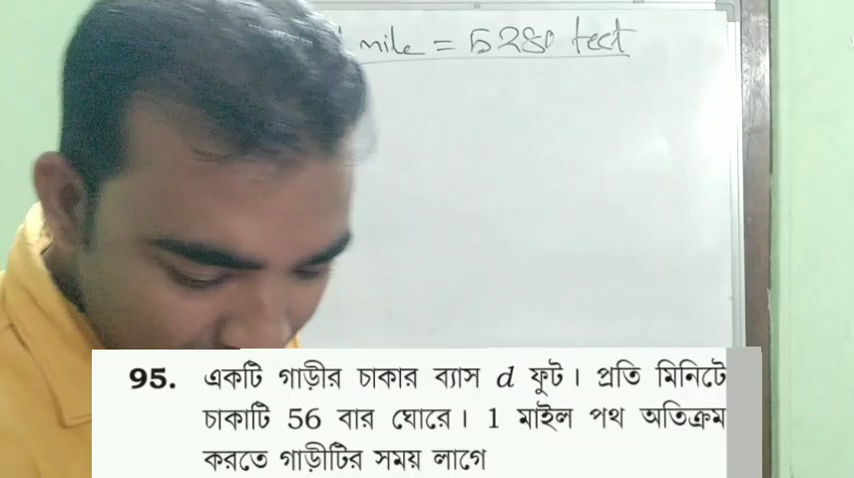 mile = 5280 feet
95. একটি গাড়ীর চাকার ব্যাস d ফুট। প্রতি মিনিটে
চাকাটি 56 বার ঘোরে। 1 মাইল পথ অতিক্রম
করতে গাড়ীটির সময় লাগে